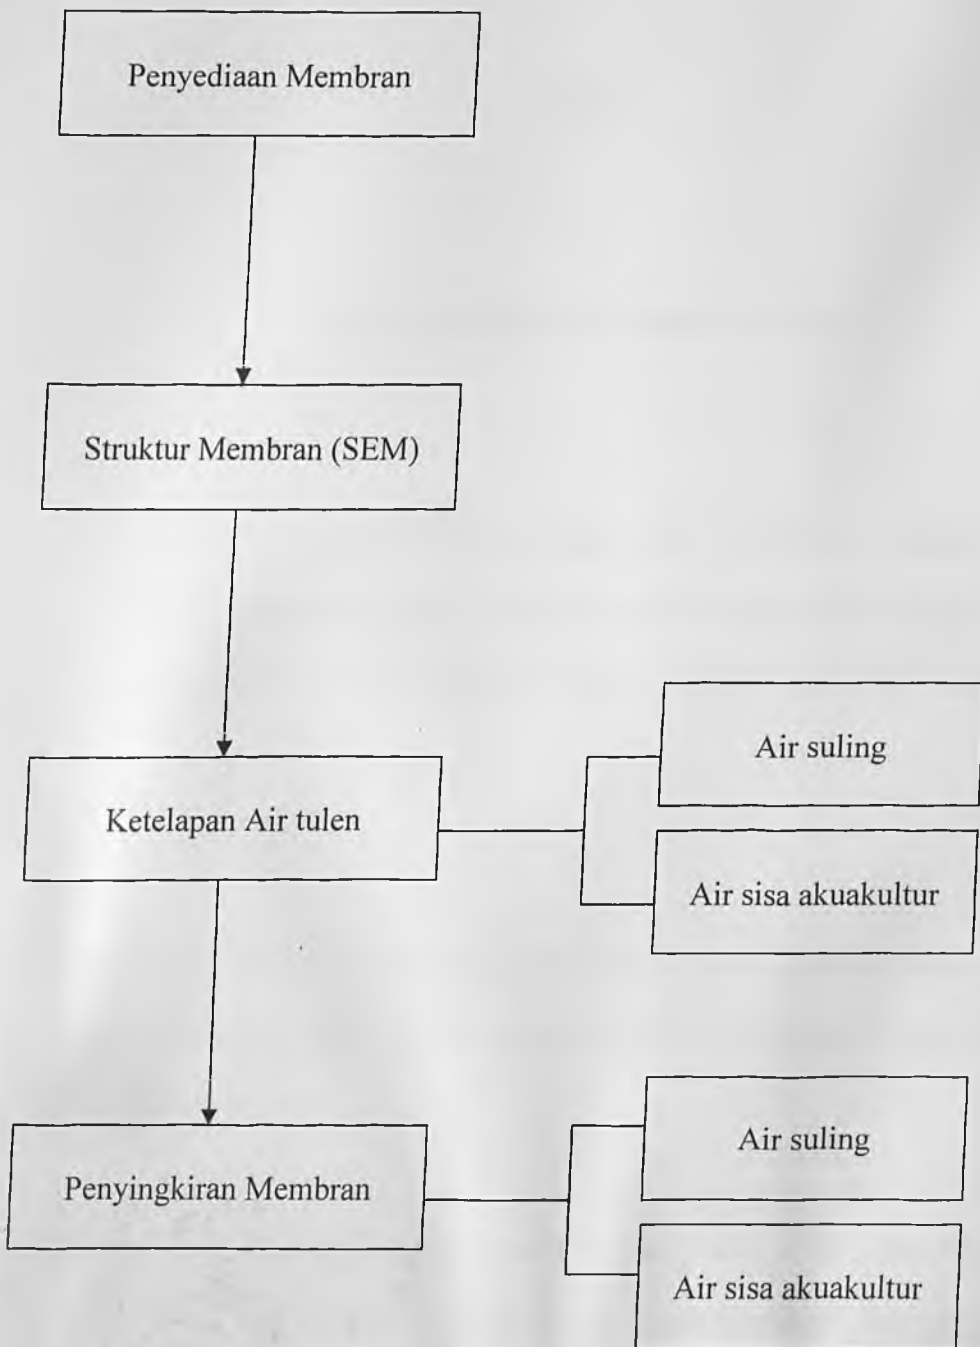 Penyediaan Membran
Struktur Membran (SEM)
Ketelapan Air tulen
Air suling
Air sisa akuakultur
Penyingkiran Membran
Air suling
Air sisa akuakultur